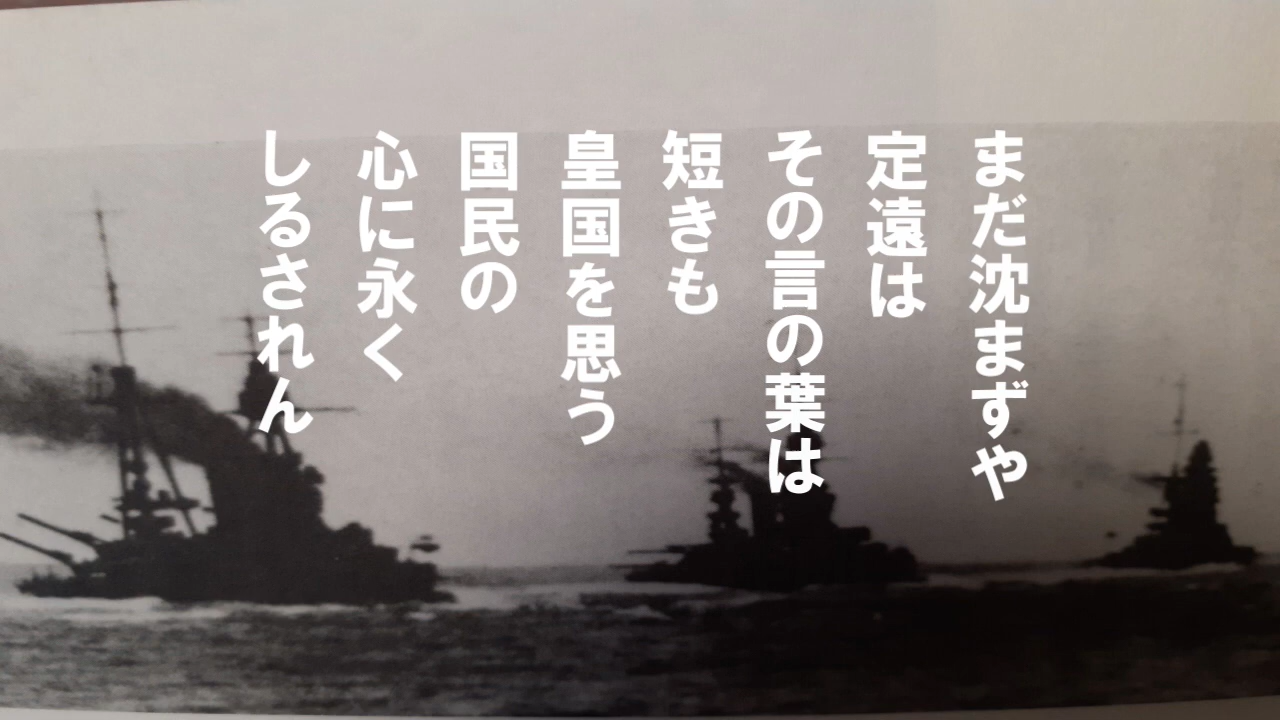 まだ沈まずや
定遠は
その言の葉は
短きも
皇国を思う
国民の
心に永く
しるされん